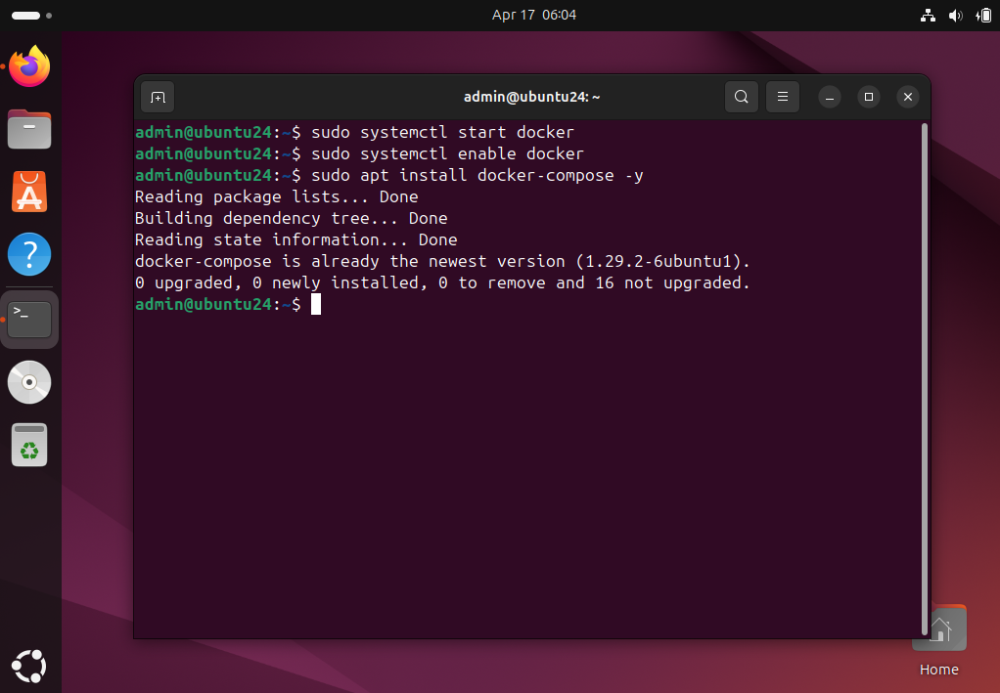 Apr 17 06:04
admin@ubuntu24: ~
admin@ubuntu24:~$ sudo systemctl start docker
admin@ubuntu24:~$ sudo systemctl enable docker
admin@ubuntu24:~$ sudo apt install docker-compose -y
Reading package lists... Done
Building dependency tree... Done
Reading state information... Done
docker-compose is already the newest version (1.29.2-6ubuntu1).
0 upgraded, 0 newly installed, 0 to remove and 16 not upgraded.
admin@ubuntu24:~$
Home